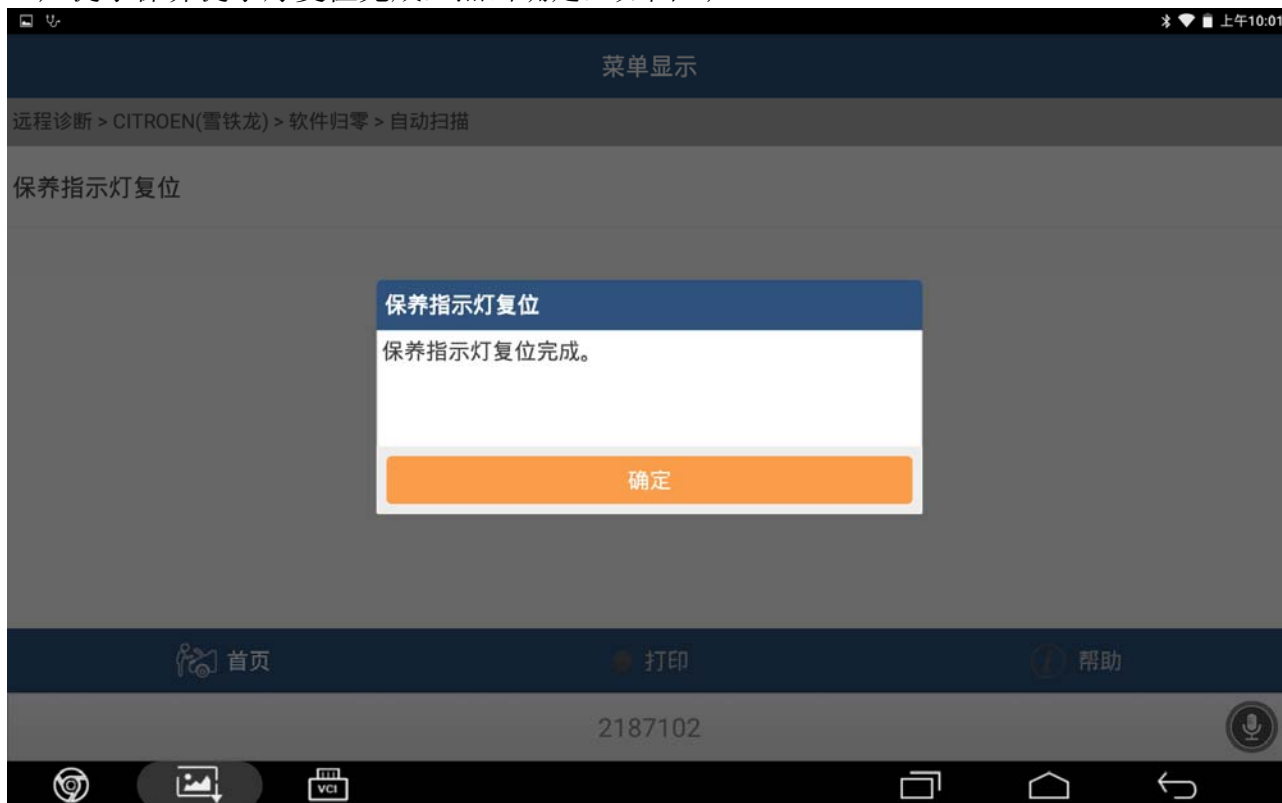 上午10:01
菜单显示
远程诊断 > CITROEN(雪铁龙) > 软件归零 > 自动扫描
保养指示灯复位
保养指示灯复位
保养指示灯复位完成。
确定
首页
打印
帮助
2187102
VCI